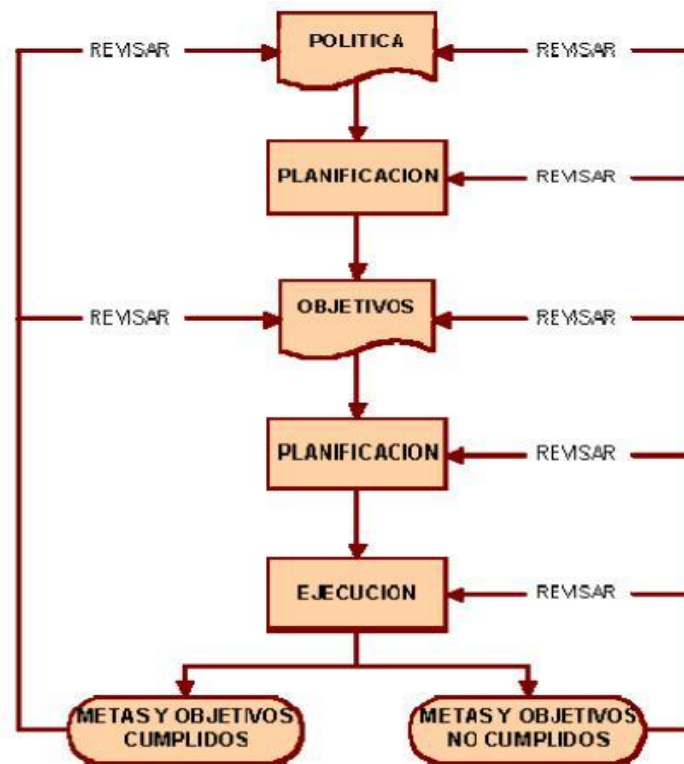 REVISAR
POLITICA
REVISAR
PLANIFICACION
REVISAR
REVISAR
OBJETIVOS
REVISAR
PLANIFICACION
REVISAR
EJECUCION
REVISAR
METAS Y OBJETIVOS
CUMPLIDOS
METAS Y OBJETIVOS
NO CUMPLIDOS